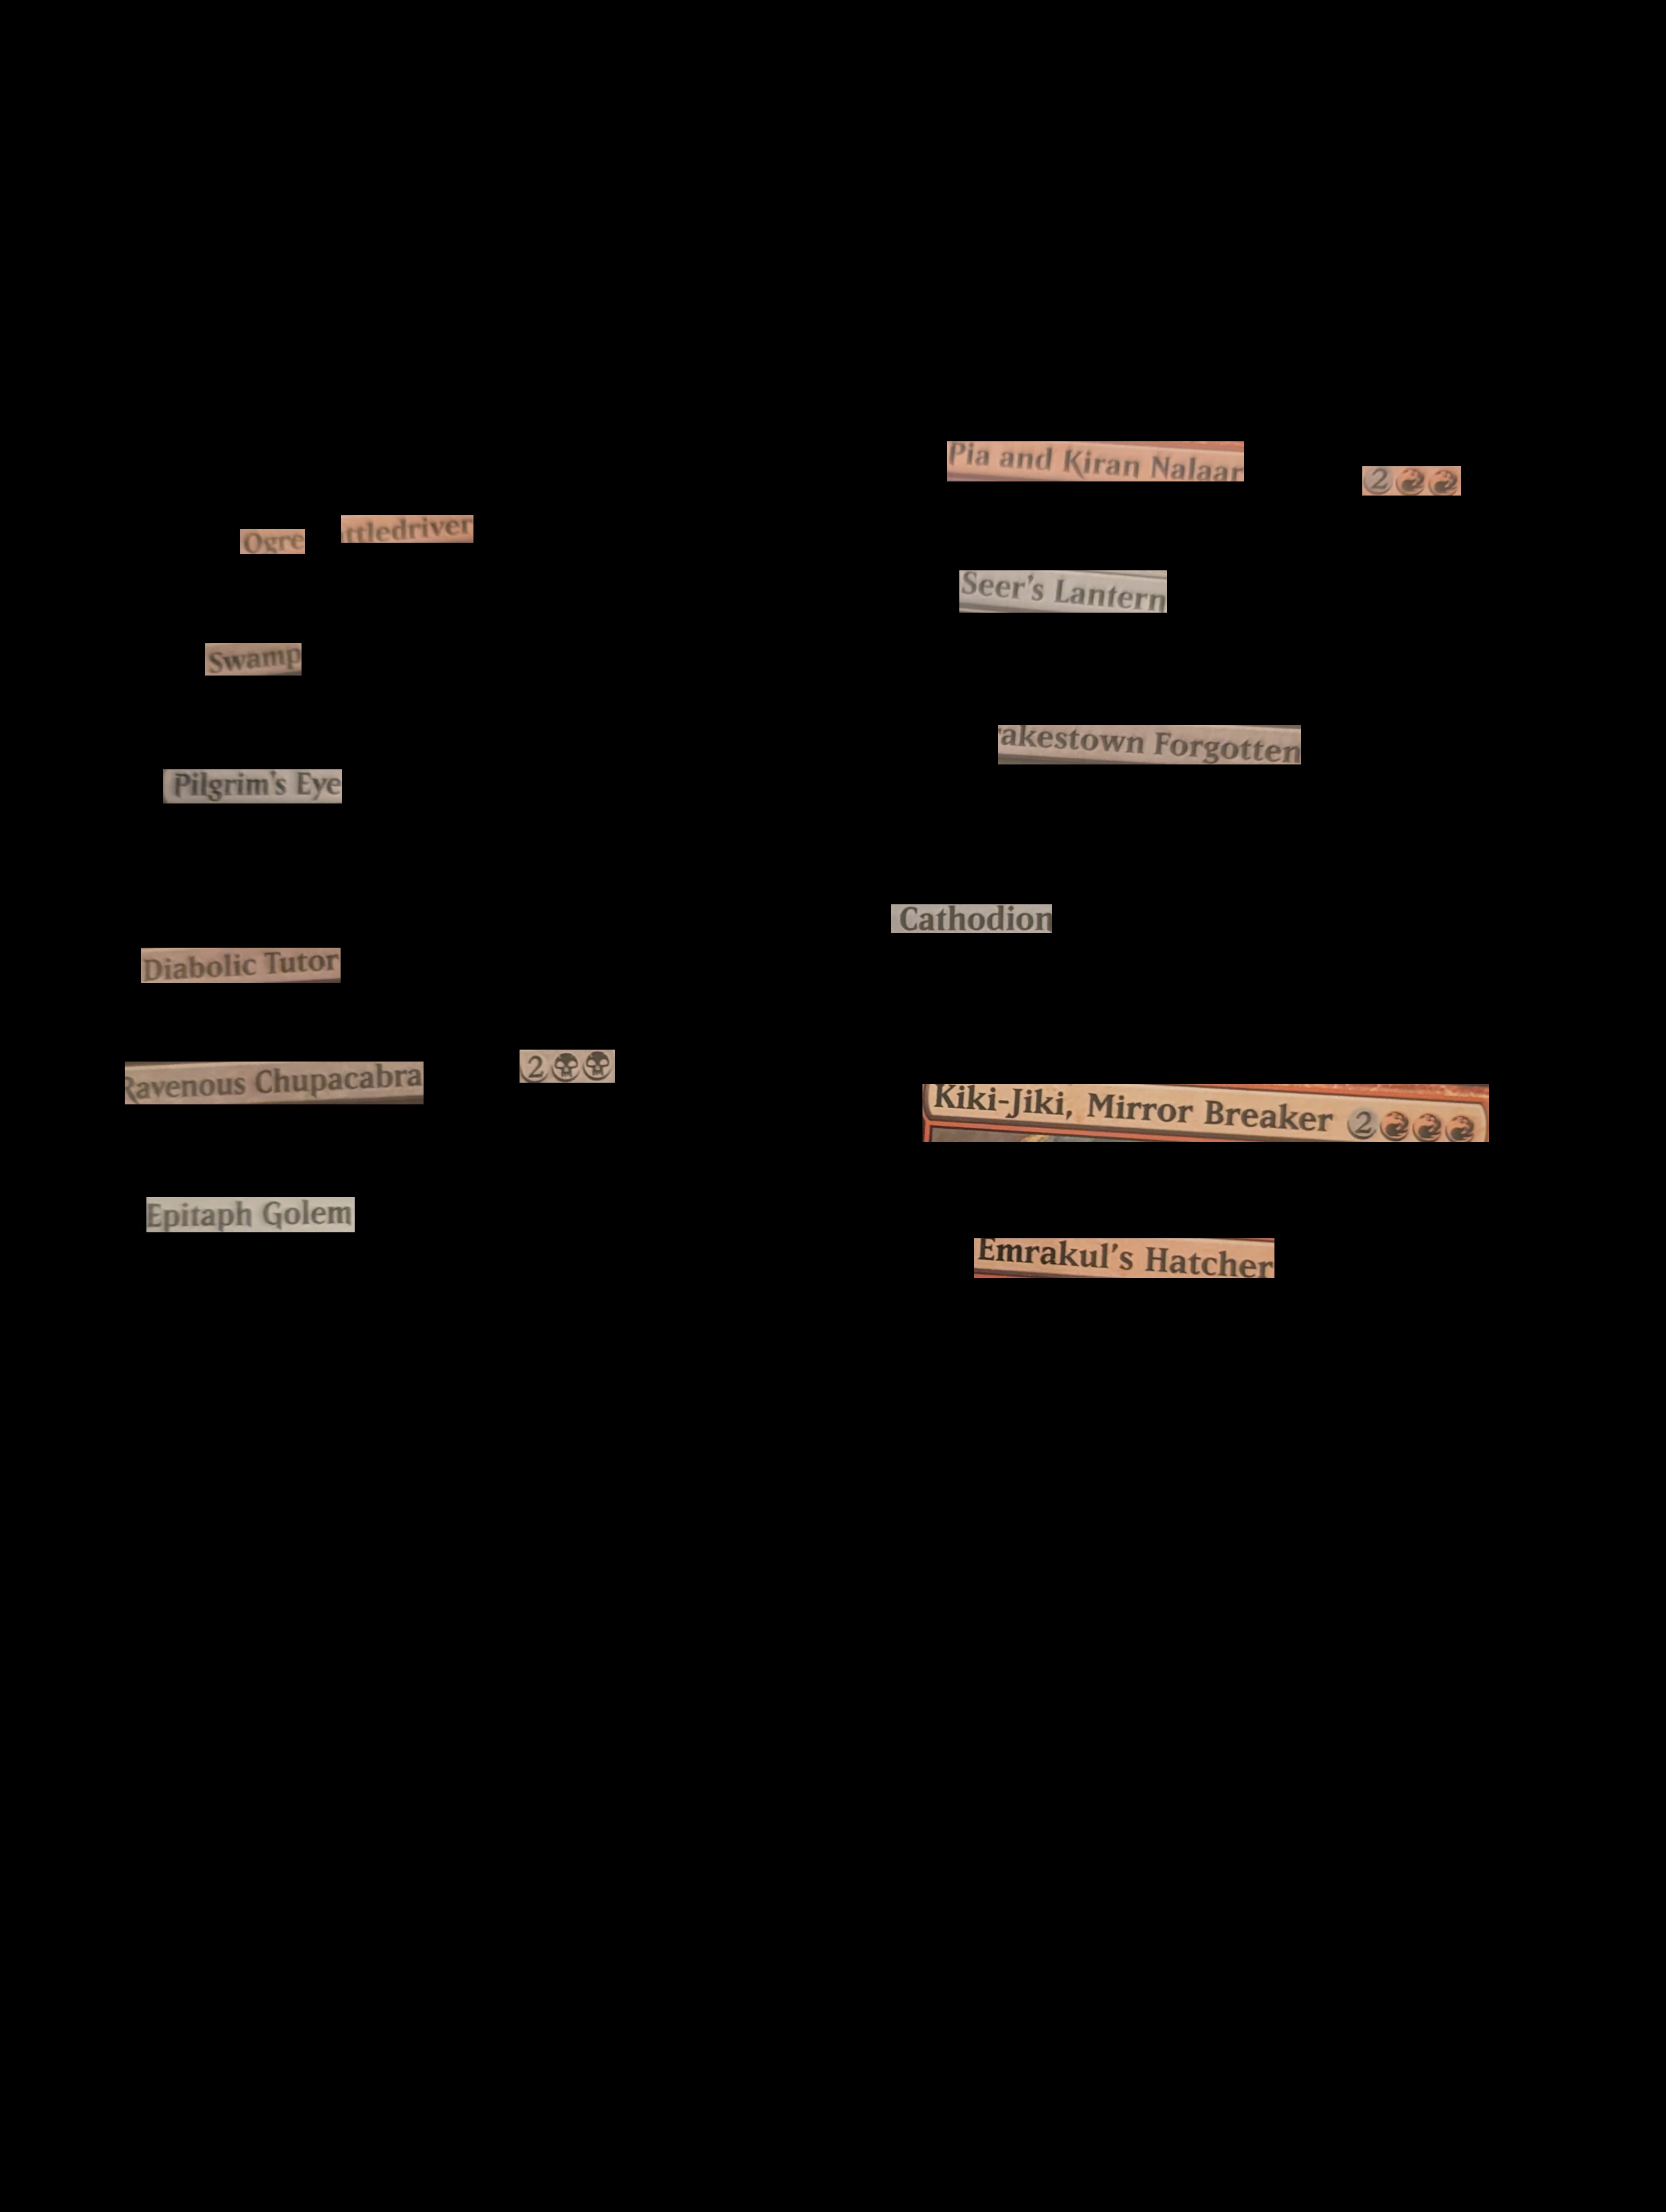 Ogre ttledriver
Swamp
Pilgrim's Eye
Diabolic Tutor
Ravenous Chupacabra 2
Epitaph Golem
Pia and Kiran Nalaar 2
Seer's Lantern
akestown Forgotten
Cathodion
Kiki-Jiki, Mirror Breaker 2
Emrakul's Hatcher